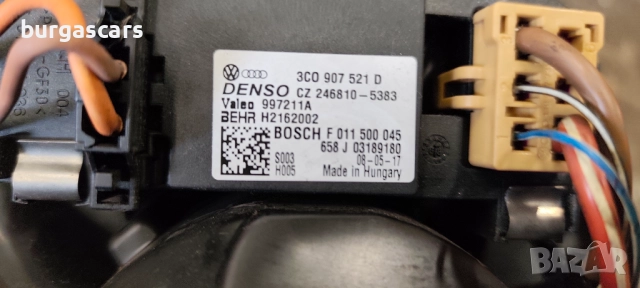 burgascars
3C0 907 521 D
DENSO CZ 246810-5383
Valeo 997211A
BEHR H2162002
BOSCH F 011 500 045
658 J 03189180
S003 08-05-17
H005 Made in Hungary
BAZAR